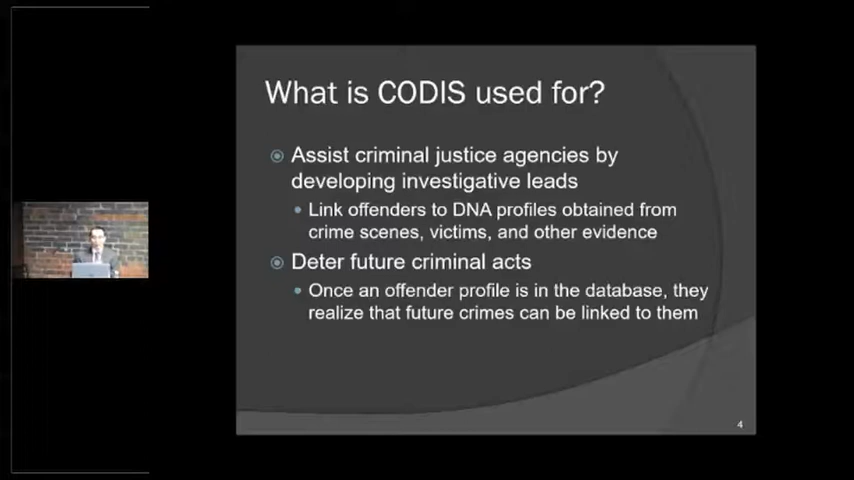 What is CODIS used for?
Assist criminal justice agencies by
developing investigative leads
Link offenders to DNA profiles obtained from
crime scenes, victims, and other evidence
Deter future criminal acts
Once an offender profile is in the database, they
realize that future crimes can be linked to them
4